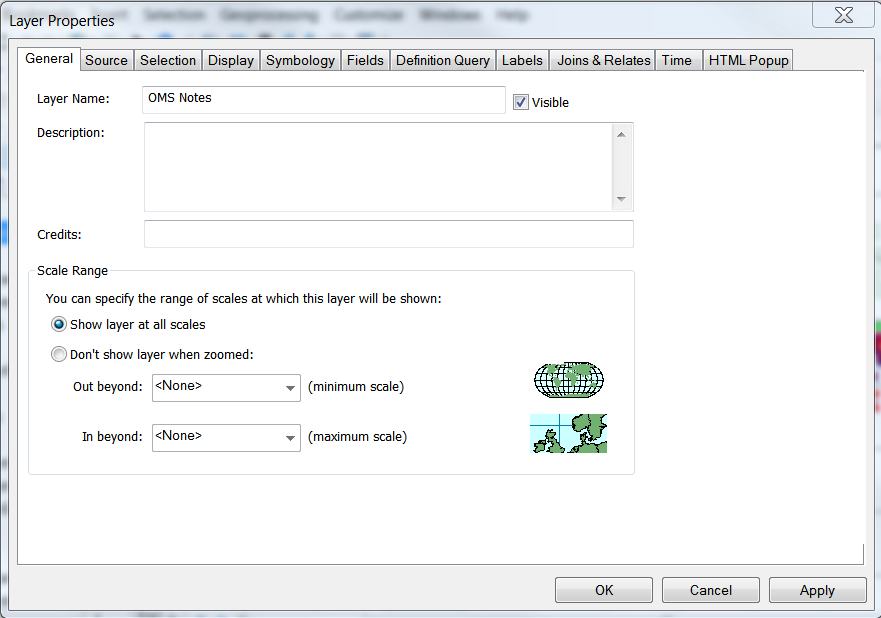 Selection Geoprocessing Customize Windows Help
Layer Properties
General Source Selection Display Symbology Fields Definition Query Labels Joins & Relates Time HTML Popup
Layer Name: OMS Notes Visible
Description:
Credits:
Scale Range
You can specify the range of scales at which this layer will be shown:
Show layer at all scales
Don't show layer when zoomed:
Out beyond: <None> (minimum scale)
In beyond: <None> (maximum scale)
OK Cancel Apply